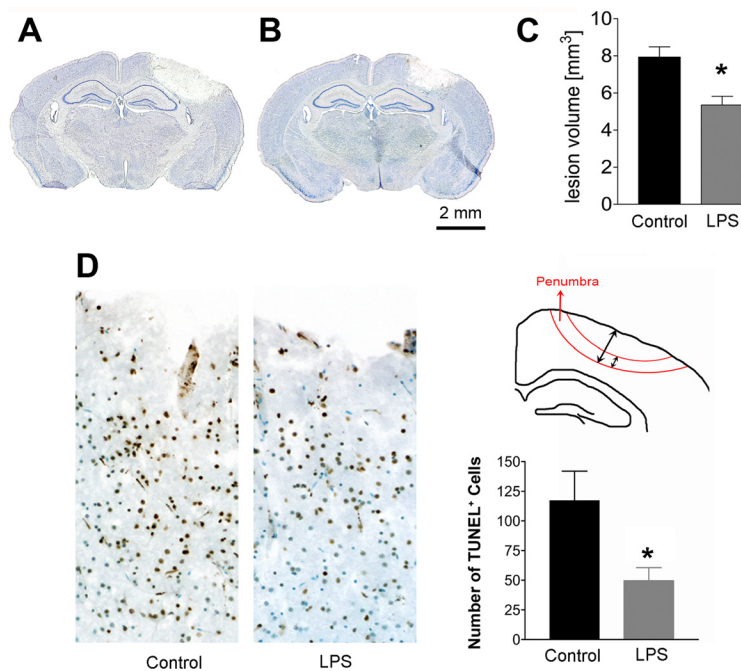 A
B
2 mm
C
lesion volume [mm³]
8
6
4
2
0
Control
LPS
D
Control
LPS
Penumbra
Number of TUNEL⁺ Cells
150
125
100
75
50
25
0
*
Control
LPS
*